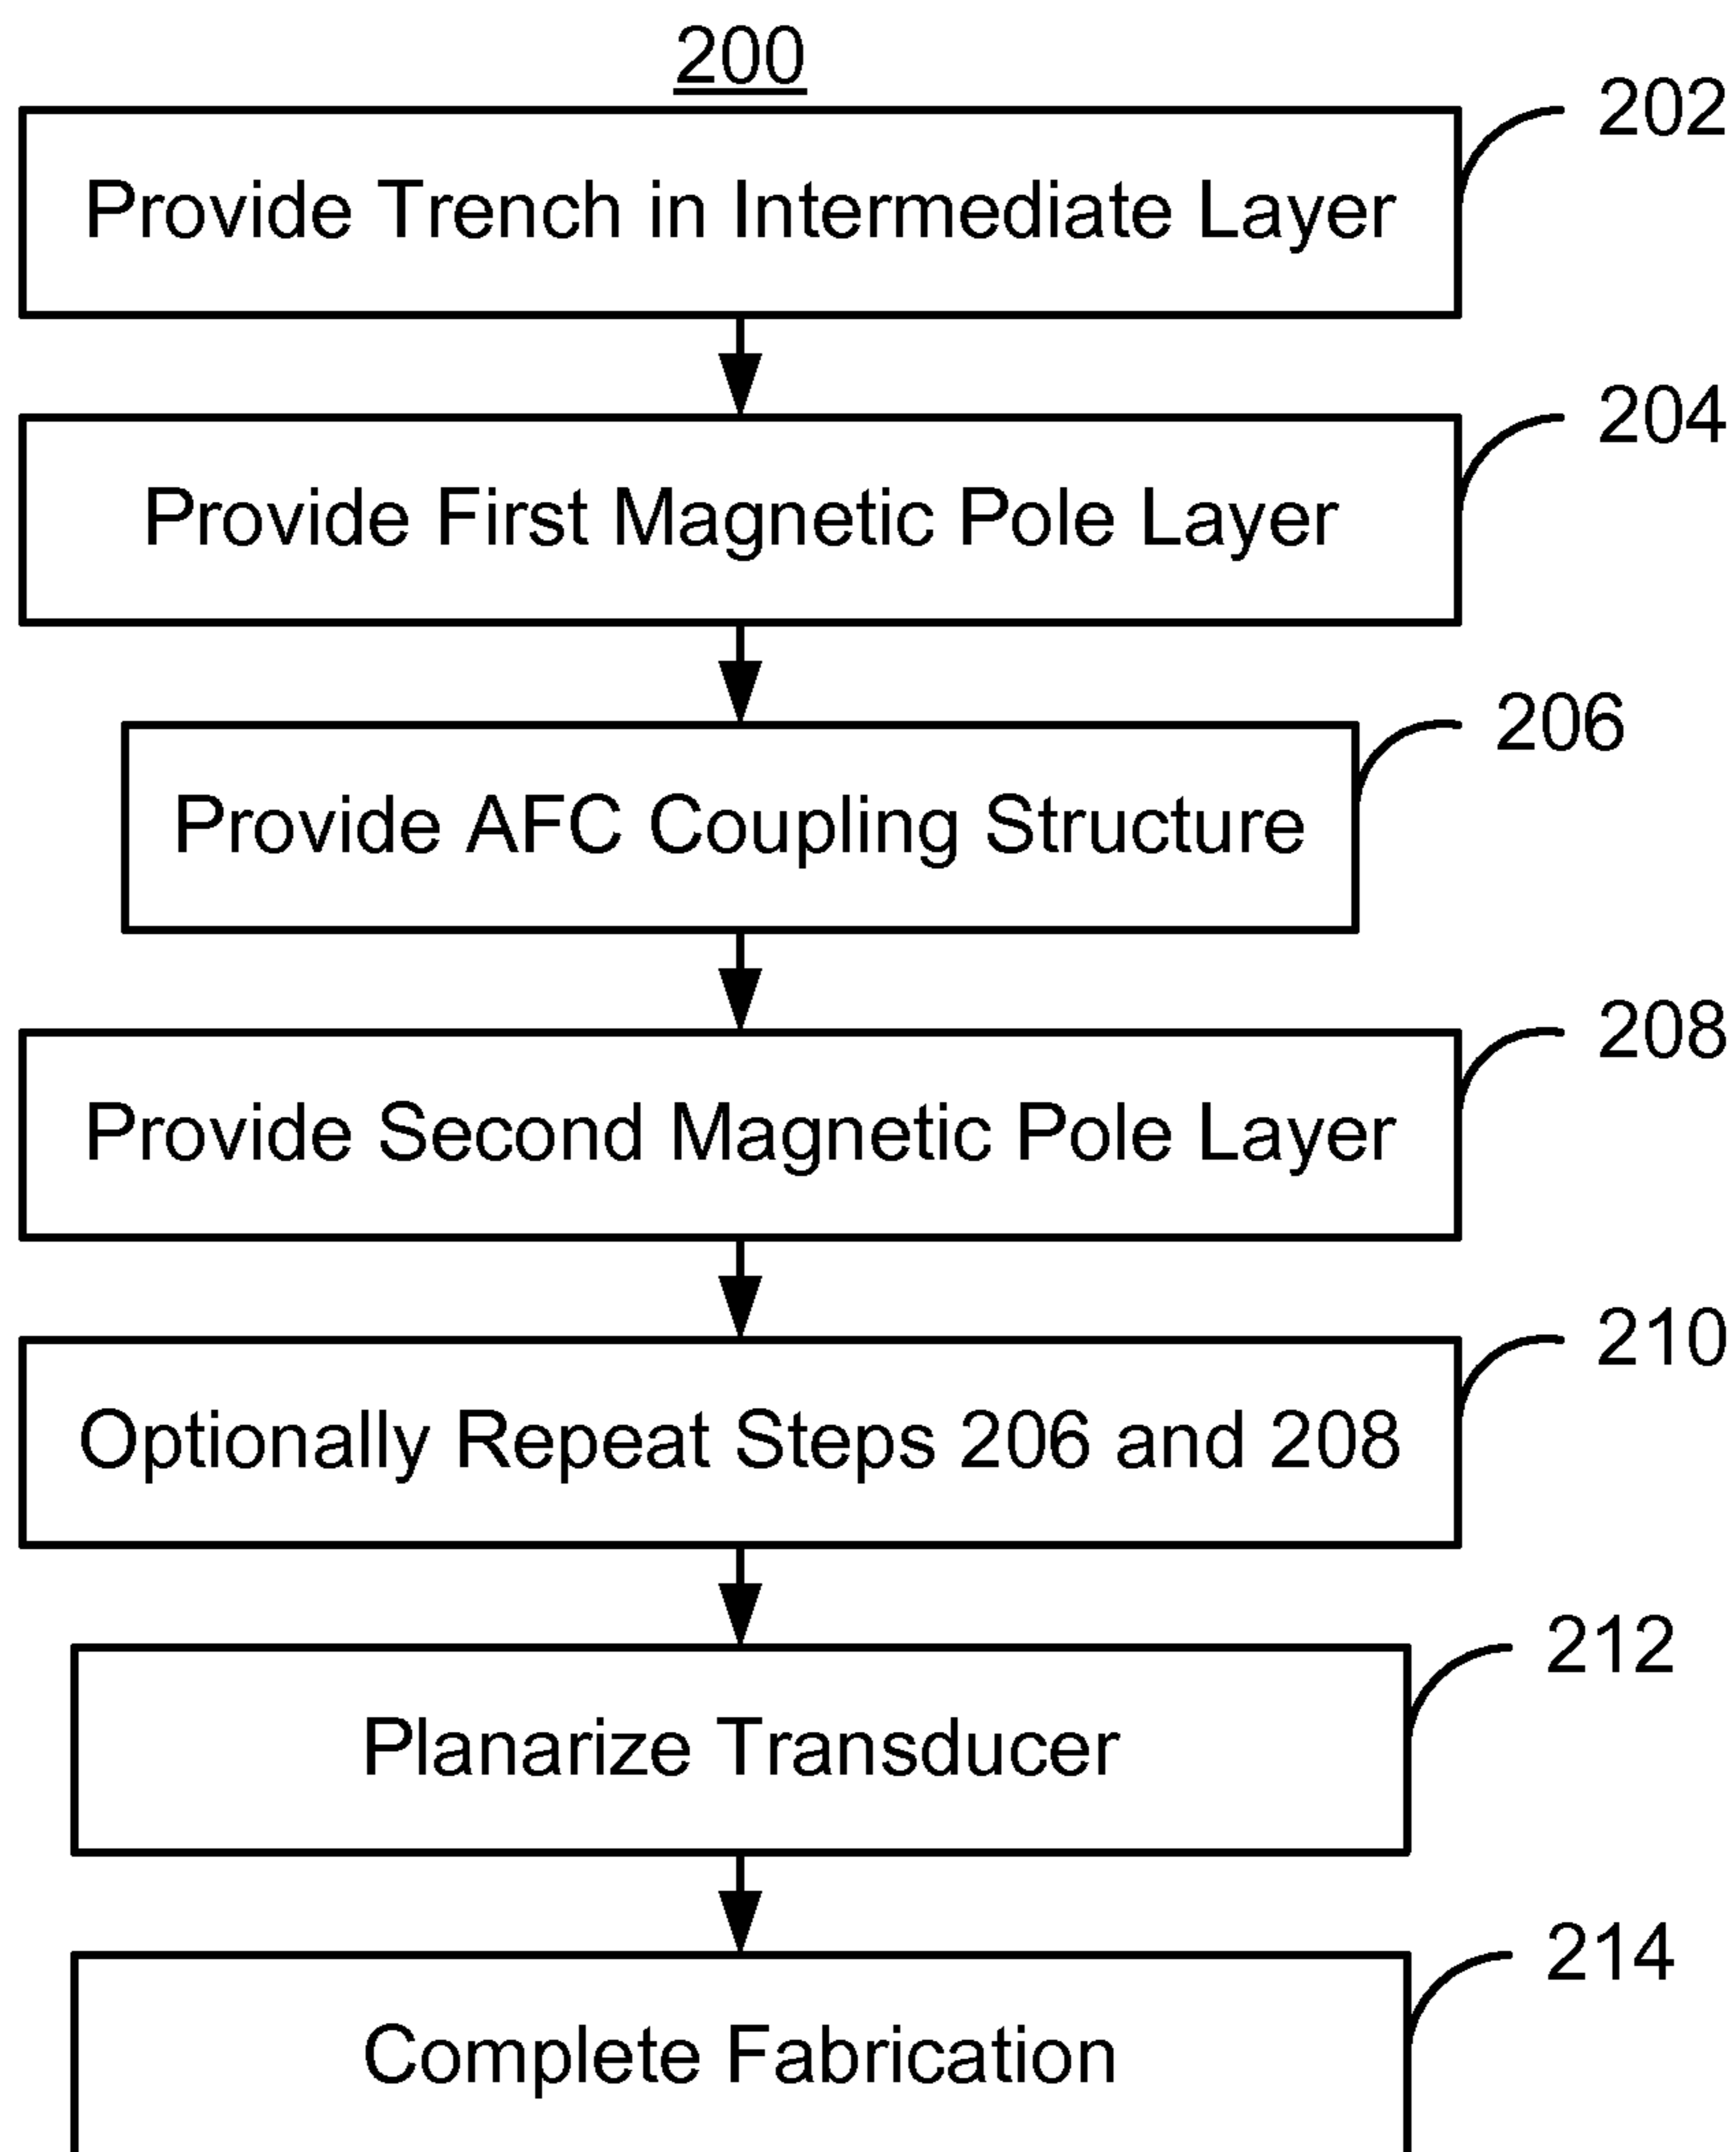 200
202
Provide Trench in Intermediate Layer
204
Provide First Magnetic Pole Layer
206
Provide AFC Coupling Structure
208
Provide Second Magnetic Pole Layer
210
Optionally Repeat Steps 206 and 208
212
Planarize Transducer
214
Complete Fabrication